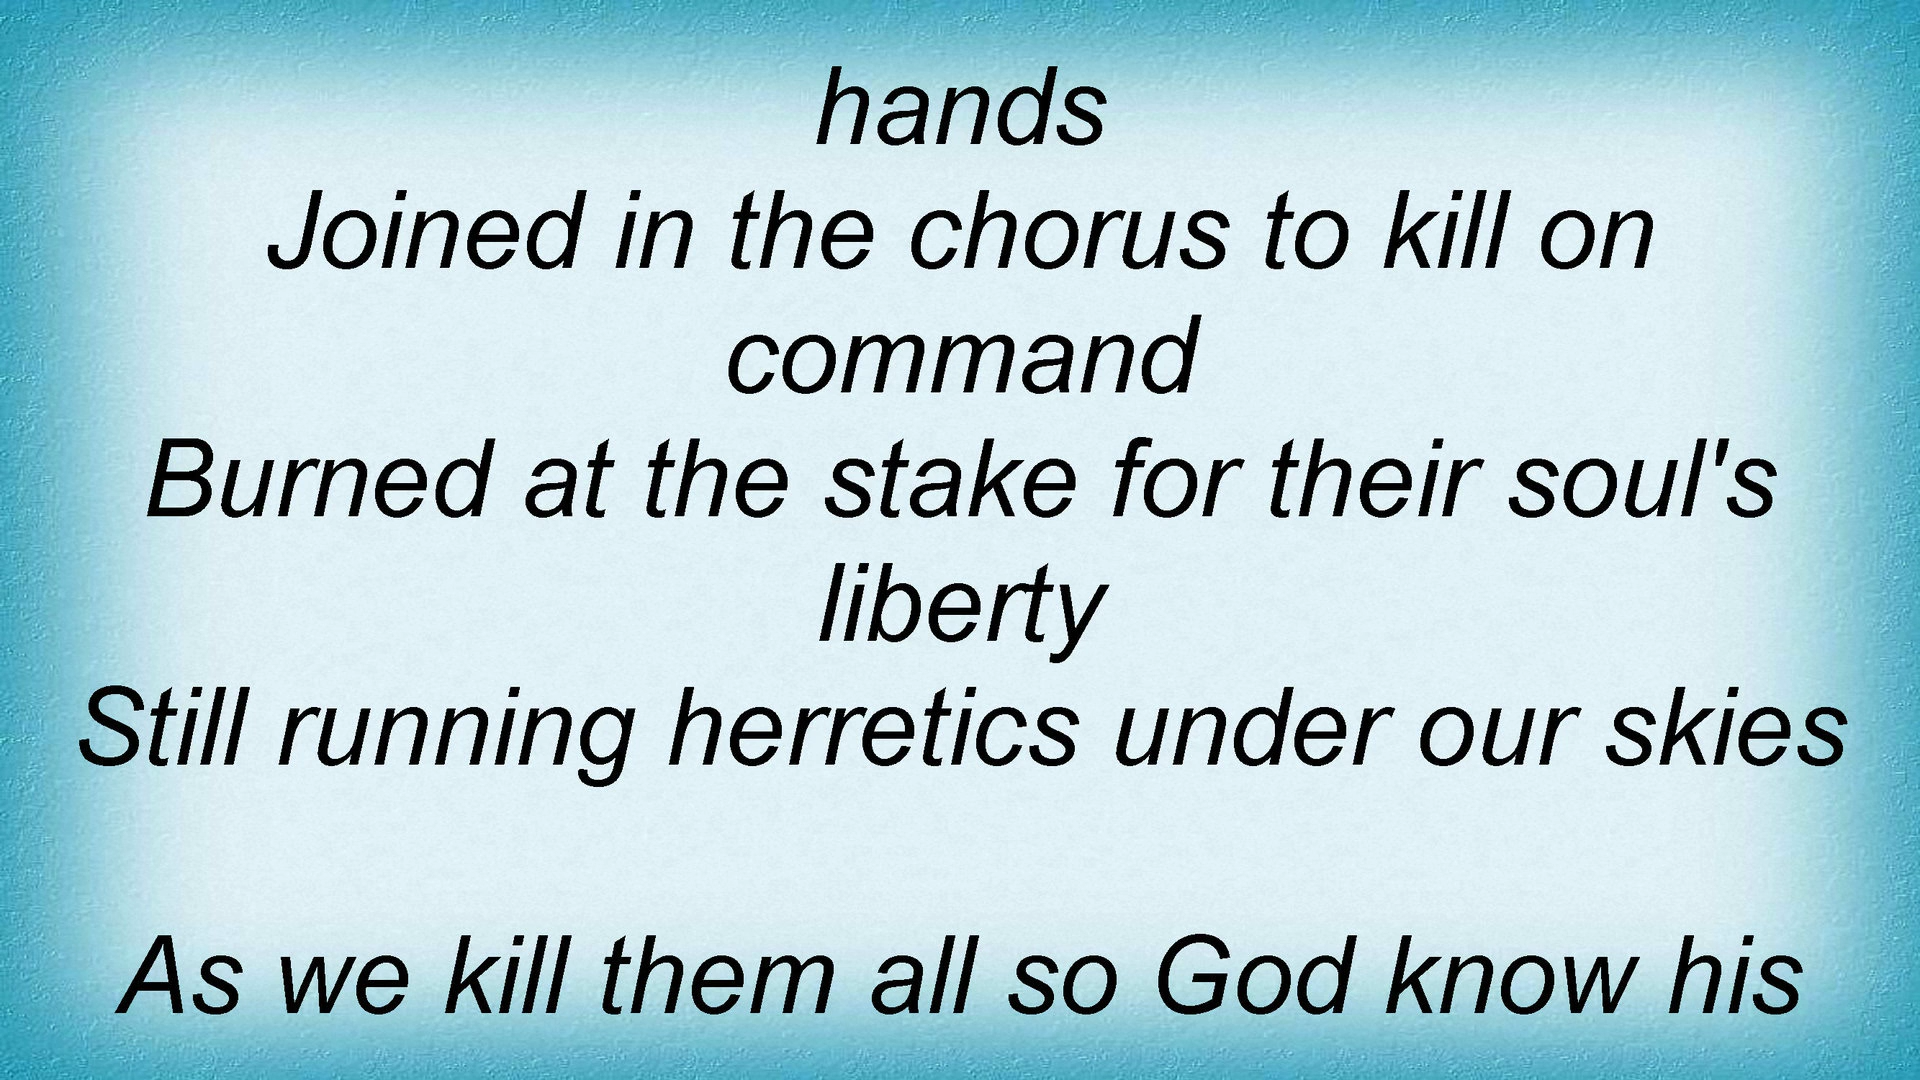 hands
Joined in the chorus to kill on
command
Burned at the stake for their soul's
liberty
Still running herretics under our skies
As we kill them all so God know his